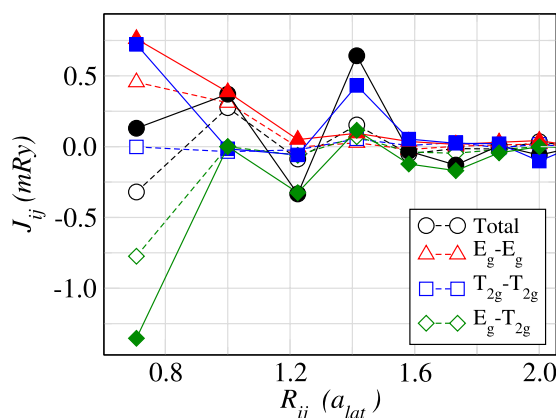 0.5
0.0
-0.5
-1.0
J_ij (mRy)
Total
E_g-E_g
T_2g-T_2g
E_g-T_2g
0.8 1.2 1.6 2.0
R_ij (a_lat)